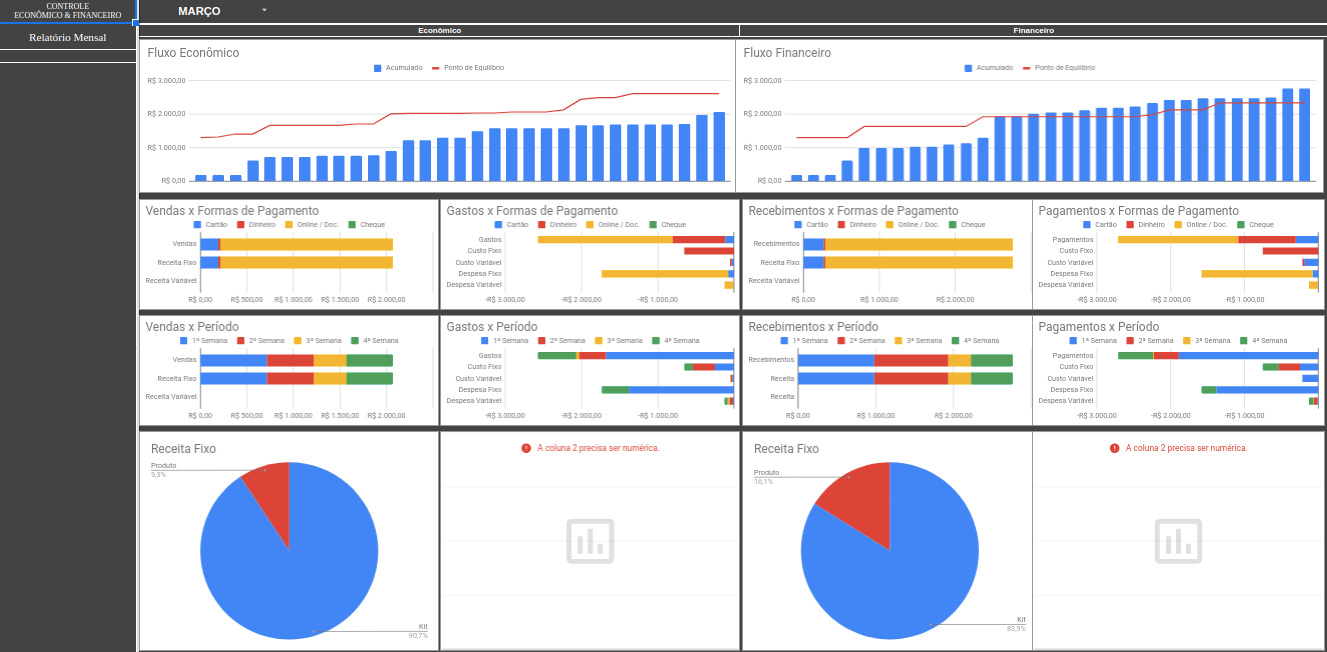 CONTROLE
ECONÔMICO & FINANCEIRO
MARÇO
Relatório Mensal
Econômico
Financeiro
Fluxo Econômico
Acumulado Ponto de Equilíbrio
R$ 3.000,00
R$ 2.000,00
R$ 1.000,00
R$ 0,00
Fluxo Financeiro
Acumulado Ponto de Equilíbrio
R$ 3.000,00
R$ 2.000,00
R$ 1.000,00
R$ 0,00
Vendas x Formas de Pagamento
Cartão Dinheiro Online / Doc. Cheque
Vendas
Receita Fixo
Receita Variável
R$ 0,00 R$ 500,00 R$ 1.000,00 R$ 1.500,00 R$ 2.000,00
Gastos x Formas de Pagamento
Cartão Dinheiro Online / Doc. Cheque
Gastos
Custo Fixo
Custo Variável
Despesa Fixo
Despesa Variável
-R$ 3.000,00 -R$ 2.000,00 -R$ 1.000,00
Recebimentos x Formas de Pagamento
Cartão Dinheiro Online / Doc. Cheque
Recebimentos
Receita Fixo
Receita Variável
R$ 0,00 R$ 1.000,00 R$ 2.000,00
Pagamentos x Formas de Pagamento
Cartão Dinheiro Online / Doc. Cheque
Pagamentos
Custo Fixo
Custo Variável
Despesa Fixo
Despesa Variável
-R$ 3.000,00 -R$ 2.000,00 -R$ 1.000,00
Vendas x Período
1ª Semana 2ª Semana 3ª Semana 4ª Semana
Vendas
Receita Fixo
Receita Variável
R$ 0,00 R$ 500,00 R$ 1.000,00 R$ 1.500,00 R$ 2.000,00
Gastos x Período
1ª Semana 2ª Semana 3ª Semana 4ª Semana
Gastos
Custo Fixo
Custo Variável
Despesa Fixo
Despesa Variável
-R$ 3.000,00 -R$ 2.000,00 -R$ 1.000,00
Recebimentos x Período
1ª Semana 2ª Semana 3ª Semana 4ª Semana
Recebimentos
Receita
Receita
R$ 0,00 R$ 1.000,00 R$ 2.000,00
Pagamentos x Período
1ª Semana 2ª Semana 3ª Semana 4ª Semana
Pagamentos
Custo Fixo
Custo Variável
Despesa Fixo
Despesa Variável
-R$ 3.000,00 -R$ 2.000,00 -R$ 1.000,00
Receita Fixo
Produto
9,3%
Kit
90,7%
A coluna 2 precisa ser numérica.
Receita Fixo
Produto
16,1%
Kit
83,9%
A coluna 2 precisa ser numérica.